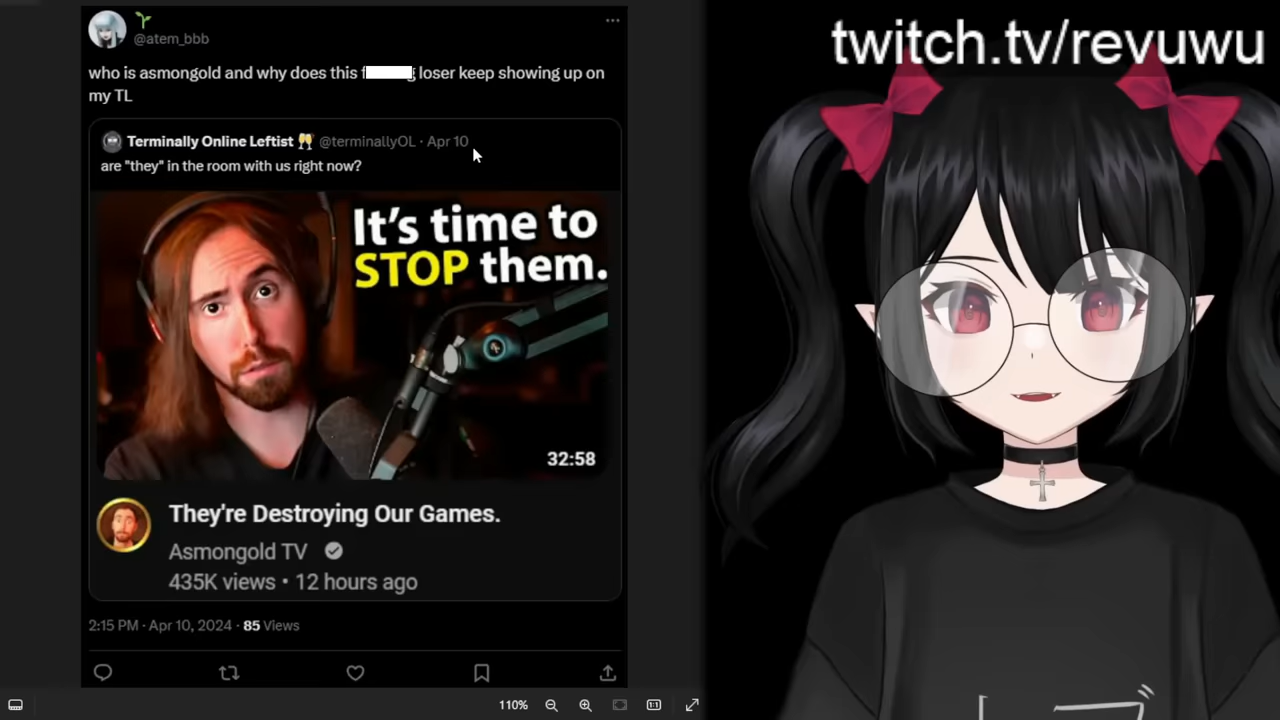 twitch.tv/revuwu
@atem_bbb
who is asmongold and why does this loser keep showing up on
my TL
Terminally Online Leftist 🥂 @terminallyOL · Apr 10
are "they" in the room with us right now?
It's time to
STOP them.
32:58
They're Destroying Our Games.
Asmongold TV
435K views • 12 hours ago
2:15 PM · Apr 10, 2024 · 85 Views
110%
1:1